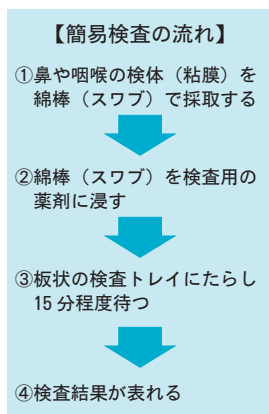 【簡易検査の流れ】
①鼻や咽喉の検体（粘膜）を
綿棒（スワブ）で採取する
②綿棒（スワブ）を検査用の
薬剤に浸す
③板状の検査トレイにたらし
15分程度待つ
④検査結果が表れる